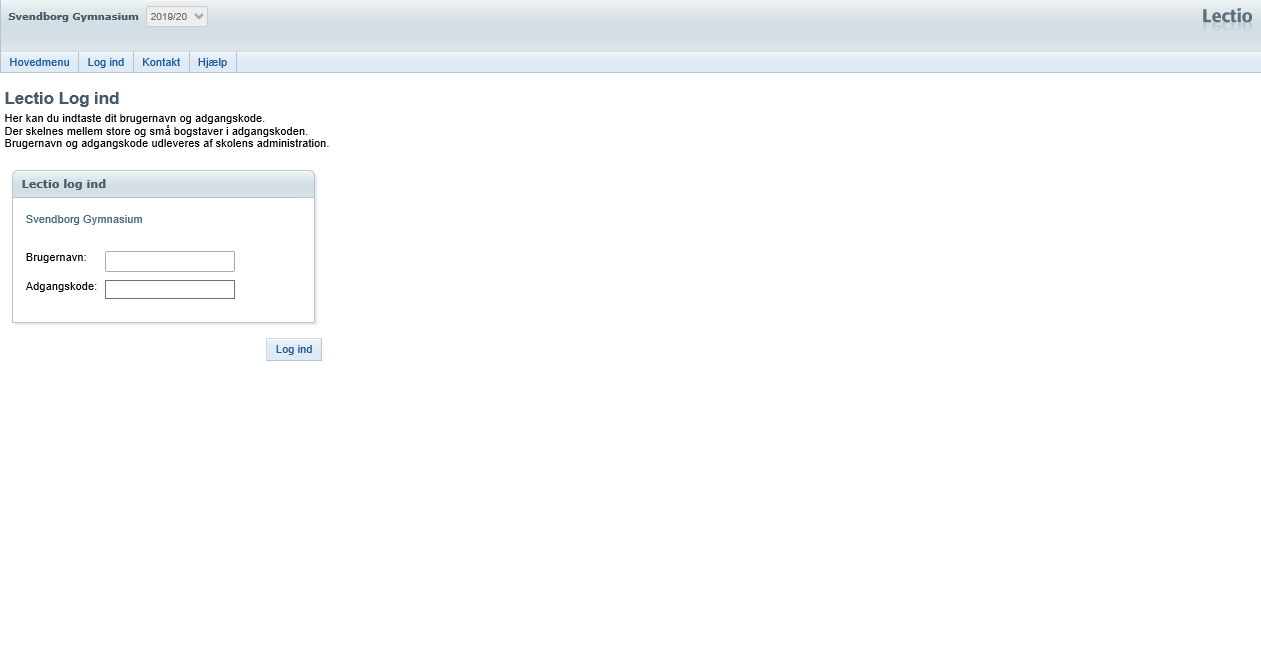 Svendborg Gymnasium 2019/20 Lectio
Hovedmenu Log ind Kontakt Hjælp
Lectio Log ind
Her kan du indtaste dit brugernavn og adgangskode.
Der skelnes mellem store og små bogstaver i adgangskoden.
Brugernavn og adgangskode udleveres af skolens administration.
Lectio log ind
Svendborg Gymnasium
Brugernavn:
Adgangskode:
Log ind